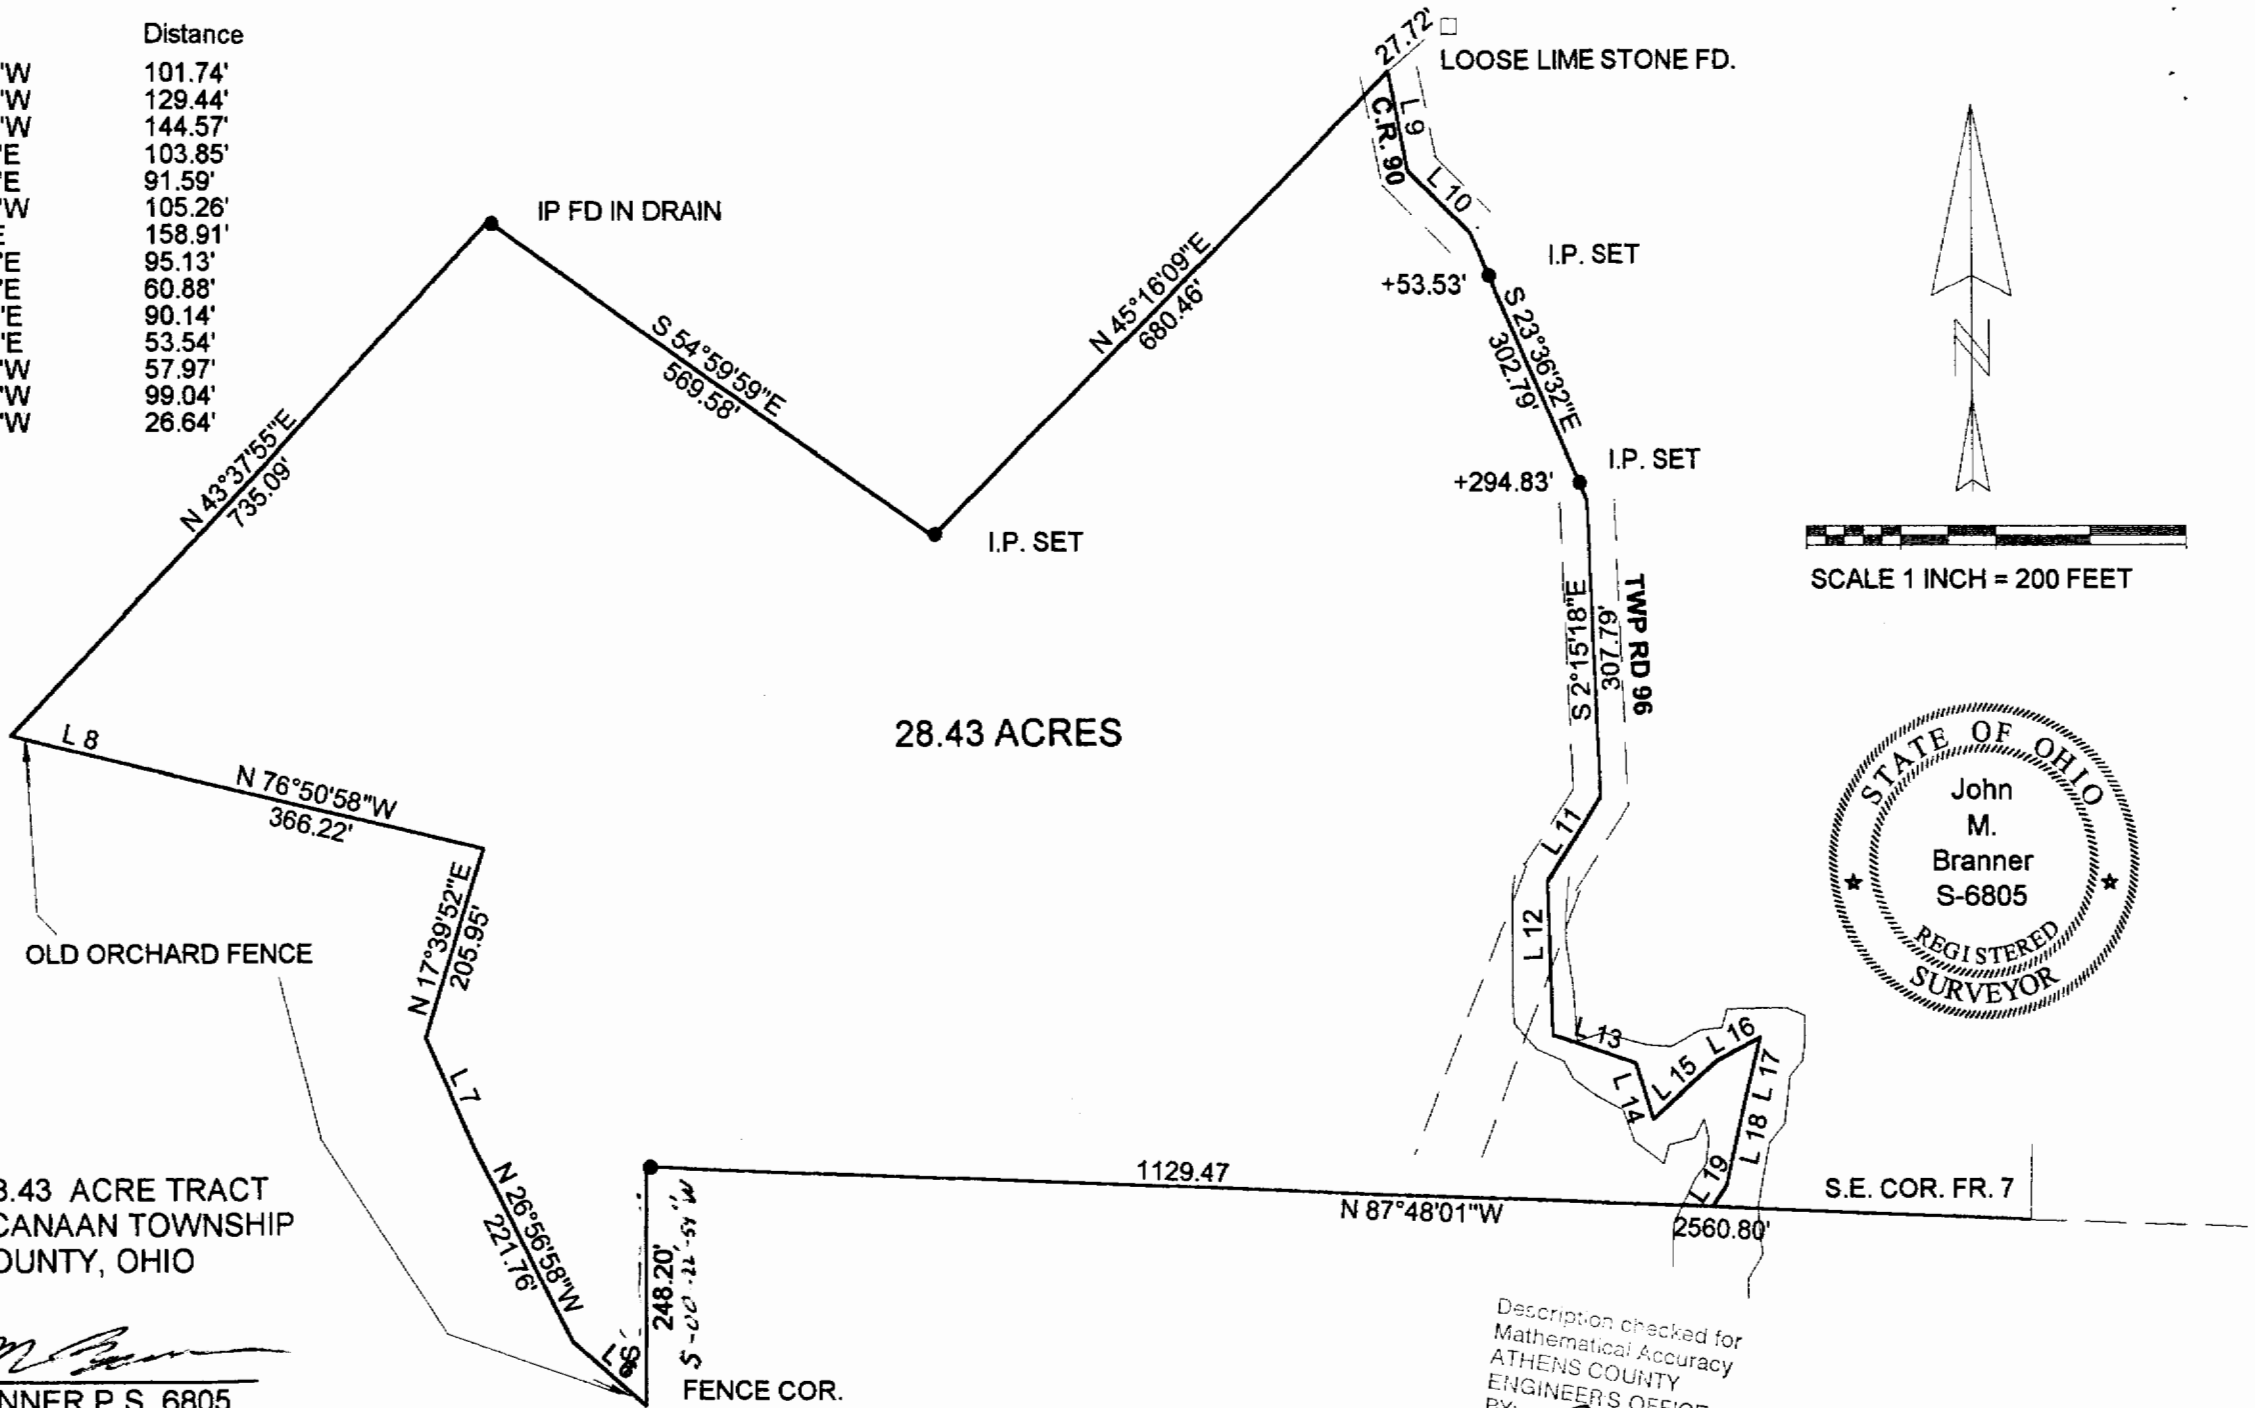 Distance
'W 101.74'
'W 129.44'
'W 144.57'
'E 103.85'
'E 91.59'
'W 105.26'
E 158.91'
'E 95.13'
'E 60.88'
'E 90.14'
'E 53.54'
'W 57.97'
'W 99.04'
'W 26.64'
27.72'
LOOSE LIME STONE FD.
L 9
C.R. 90
L 10
IP FD IN DRAIN
I.P. SET
+53.53'
N 45°16'09"E
680.46'
S 54°59'59"E
569.58'
S 23°36'32"E
302.79'
N 43°37'55"E
735.09'
I.P. SET
+294.83'
I.P. SET
N
SCALE 1 INCH = 200 FEET
S 2°15'18"E
307.79'
TWP RD 96
28.43 ACRES
L 8
N 76°50'58"W
366.22'
STATE OF OHIO
John
M.
Branner
S-6805
REGISTERED
SURVEYOR
L 11
L 12
N 17°39'52"E
205.95'
OLD ORCHARD FENCE
L 13
L 14
L 15
L 16
L 17
L 18
L 19
L 7
1129.47
N 87°48'01"W
2560.80'
S.E. COR. FR. 7
8.43 ACRE TRACT
CANAAN TOWNSHIP
OUNTY, OHIO
N 26°56'58"W
221.76'
248.20'
S-00-22-54"W
FENCE COR.
NNER P.S. 6805
Description checked for
Mathematical Accuracy
ATHENS COUNTY
ENGINEERS OFFICE
BY: